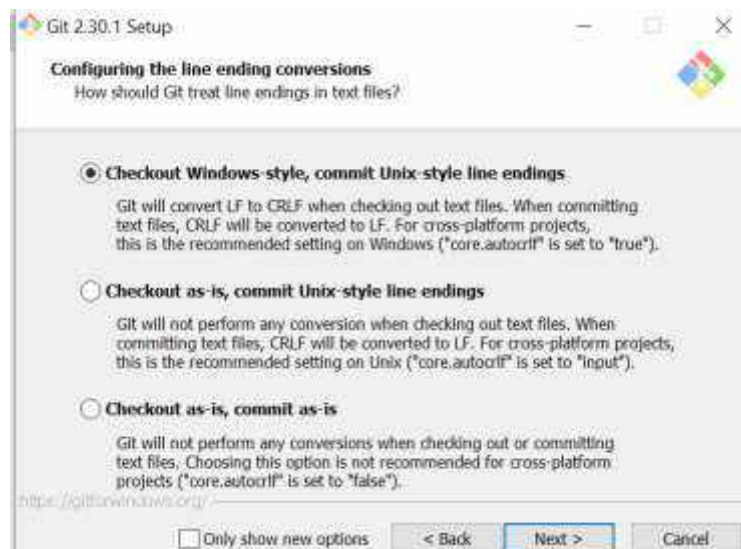 Git 2.30.1 Setup
Configuring the line ending conversions
How should Git treat line endings in text files?
Checkout Windows-style, commit Unix-style line endings
Git will convert LF to CRLF when checking out text files. When committing
text files, CRLF will be converted to LF. For cross-platform projects,
this is the recommended setting on Windows ("core.autocrlf" is set to "true").
Checkout as-is, commit Unix-style line endings
Git will not perform any conversion when checking out text files. When
committing text files, CRLF will be converted to LF. For cross-platform projects,
this is the recommended setting on Unix ("core.autocrlf" is set to "input").
Checkout as-is, commit as-is
Git will not perform any conversions when checking out or committing
text files. Choosing this option is not recommended for cross-platform
projects ("core.autocrlf" is set to "false").
https://gitforwindows.org/
Only show new options
< Back
Next >
Cancel